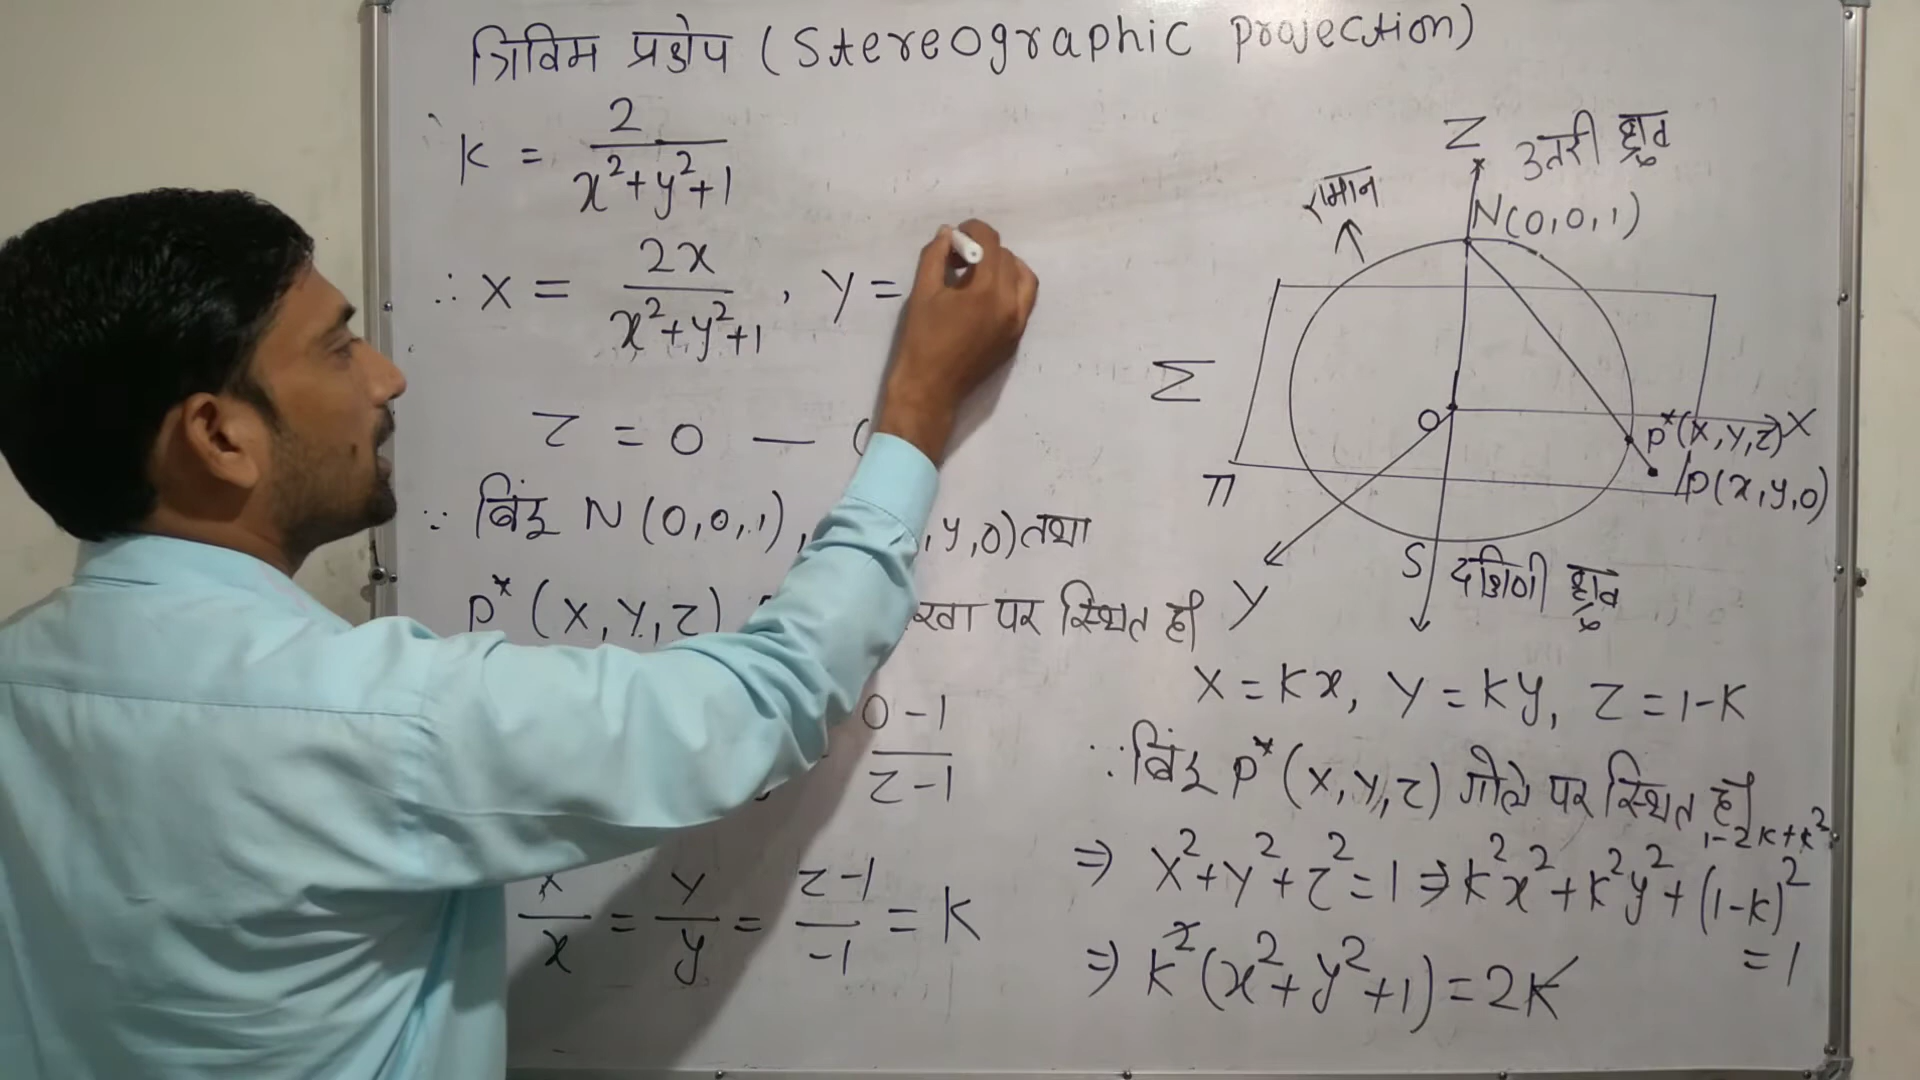 त्रिविम प्रक्षेप (Stereographic projection)
K = 2/(x²+y²+1)
∴ X = 2x/(x²+y²+1), Y =
Z = 0 —
∵ बिंदु N(0,0,1), , y, 0) तथा
P*(X, Y, Z) पर स्थित है।
0-1/Z-1
X/x = Y/y = Z-1/-1 = K
Z उत्तरी ध्रुव
N(0,0,1)
Σ
O
P*(X,Y,Z) X
P(x,y,0)
π
S दक्षिणी ध्रुव
Y
X = Kx, Y = Ky, Z = 1-K
∵ बिंदु P*(X,Y,Z) गोले पर स्थित है।
1-2K+K²
⇒ X²+Y²+Z²=1 ⇒ K²x²+K²y²+(1-K)²
=1
⇒ K²(x²+y²+1)=2K